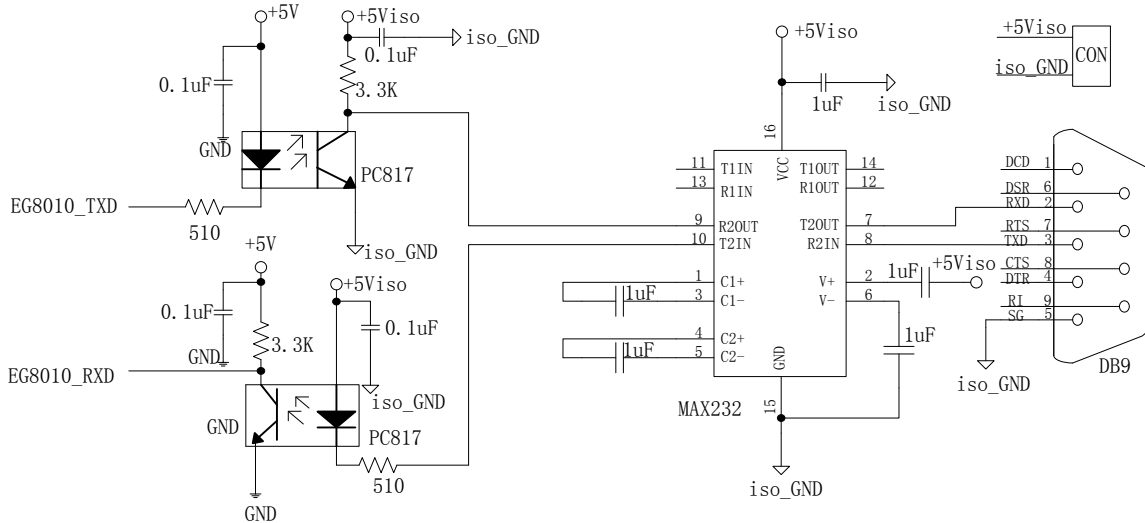 +5V
+5Viso
0.1uF
iso_GND
0.1uF
3.3K
GND
PC817
EG8010_TXD
510
iso_GND
+5V
+5Viso
0.1uF
0.1uF
3.3K
GND
EG8010_RXD
iso_GND
GND
PC817
510
GND
+5Viso
1uF
iso_GND
16
VCC
11
T1IN
T1OUT
14
13
R1IN
R1OUT
12
9
R2OUT
T2OUT
7
10
T2IN
R2IN
8
1
C1+
V+
2
3
C1-
V-
6
4
C2+
5
C2-
GND
15
1uF
1uF
1uF
+5Viso
1uF
MAX232
iso_GND
+5Viso
iso_GND
CON
DCD
1
DSR
6
RXD
2
RTS
7
TXD
3
CTS
8
DTR
4
RI
9
SG
5
iso_GND
DB9